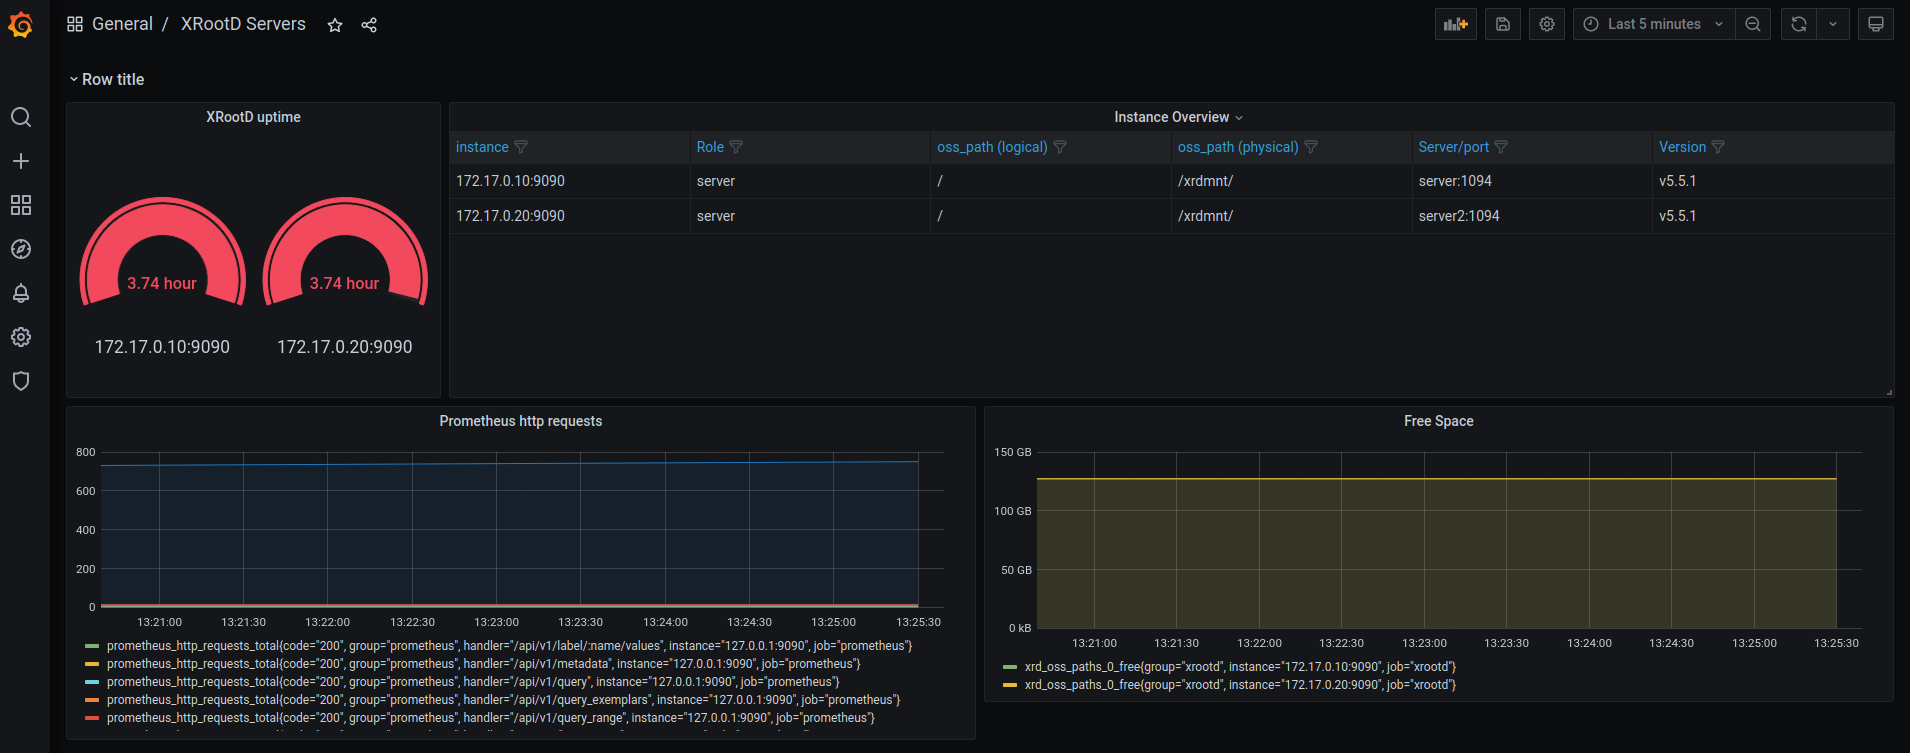 General / XRootD Servers
Last 5 minutes
Row title
XRootD uptime
3.74 hour
3.74 hour
172.17.0.10:9090
172.17.0.20:9090
Instance Overview
instance Role oss_path (logical) oss_path (physical) Server/port Version
172.17.0.10:9090 server / /xrdmnt/ server:1094 v5.5.1
172.17.0.20:9090 server / /xrdmnt/ server2:1094 v5.5.1
Prometheus http requests
800
600
400
200
0
13:21:00 13:21:30 13:22:00 13:22:30 13:23:00 13:23:30 13:24:00 13:24:30 13:25:00 13:25:30
prometheus_http_requests_total{code="200", group="prometheus", handler="/api/v1/label/:name/values", instance="127.0.0.1:9090", job="prometheus"}
prometheus_http_requests_total{code="200", group="prometheus", handler="/api/v1/metadata", instance="127.0.0.1:9090", job="prometheus"}
prometheus_http_requests_total{code="200", group="prometheus", handler="/api/v1/query", instance="127.0.0.1:9090", job="prometheus"}
prometheus_http_requests_total{code="200", group="prometheus", handler="/api/v1/query_exemplars", instance="127.0.0.1:9090", job="prometheus"}
prometheus_http_requests_total{code="200", group="prometheus", handler="/api/v1/query_range", instance="127.0.0.1:9090", job="prometheus"}
Free Space
150 GB
100 GB
50 GB
0 kB
13:21:00 13:21:30 13:22:00 13:22:30 13:23:00 13:23:30 13:24:00 13:24:30 13:25:00 13:25:30
xrd_oss_paths_0_free{group="xrootd", instance="172.17.0.10:9090", job="xrootd"}
xrd_oss_paths_0_free{group="xrootd", instance="172.17.0.20:9090", job="xrootd"}